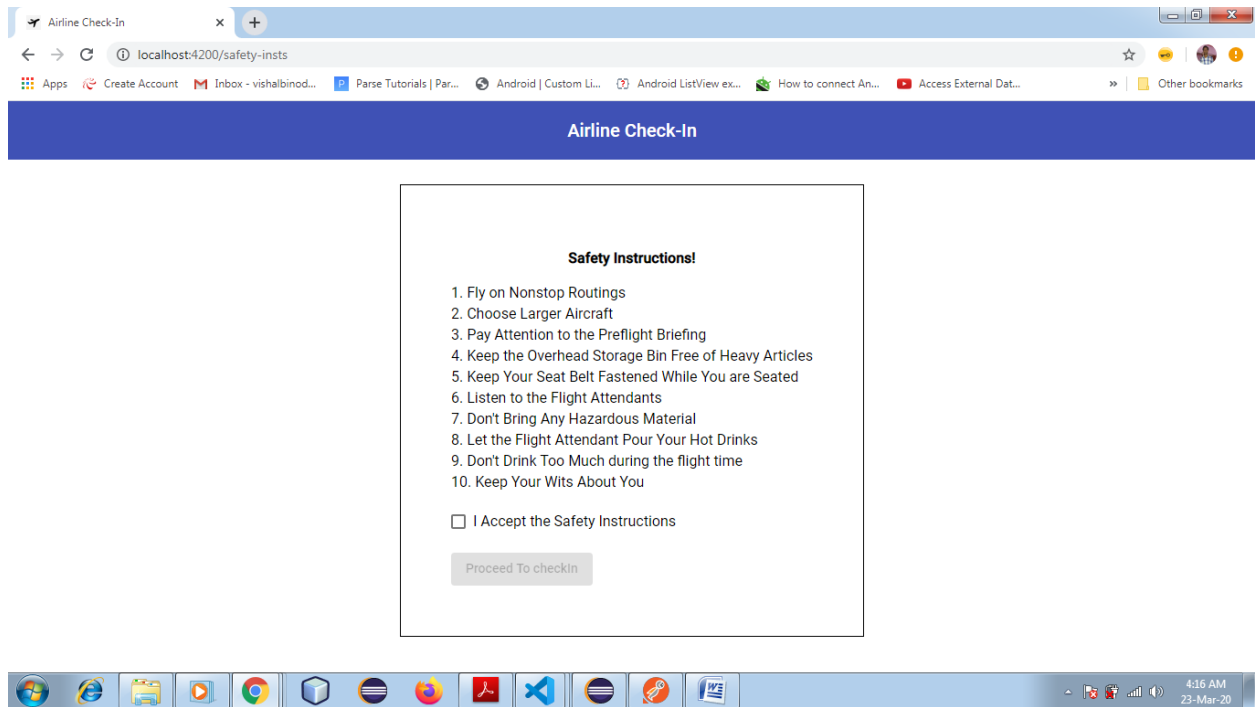 Airline Check-In
localhost:4200/safety-insts
Apps Create Account Inbox - vishalbinod... Parse Tutorials | Par... Android | Custom Li... Android ListView ex... How to connect An... Access External Dat... » Other bookmarks
Airline Check-In
Safety Instructions!
1. Fly on Nonstop Routings
2. Choose Larger Aircraft
3. Pay Attention to the Preflight Briefing
4. Keep the Overhead Storage Bin Free of Heavy Articles
5. Keep Your Seat Belt Fastened While You are Seated
6. Listen to the Flight Attendants
7. Don't Bring Any Hazardous Material
8. Let the Flight Attendant Pour Your Hot Drinks
9. Don't Drink Too Much during the flight time
10. Keep Your Wits About You
I Accept the Safety Instructions
Proceed To checkIn
4:16 AM
23-Mar-20